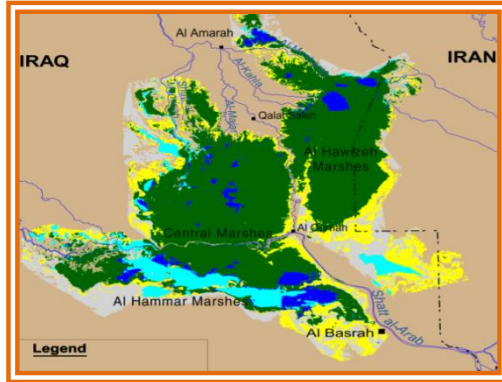 Al Amarah
IRAQ
IRAN
Al-Kahla
Qalat Saleh
Al Hawizeh
Marshes
Central Marshes
Al Qurnah
Al Hammar Marshes
Shatt al-Arab
Al Basrah
Legend